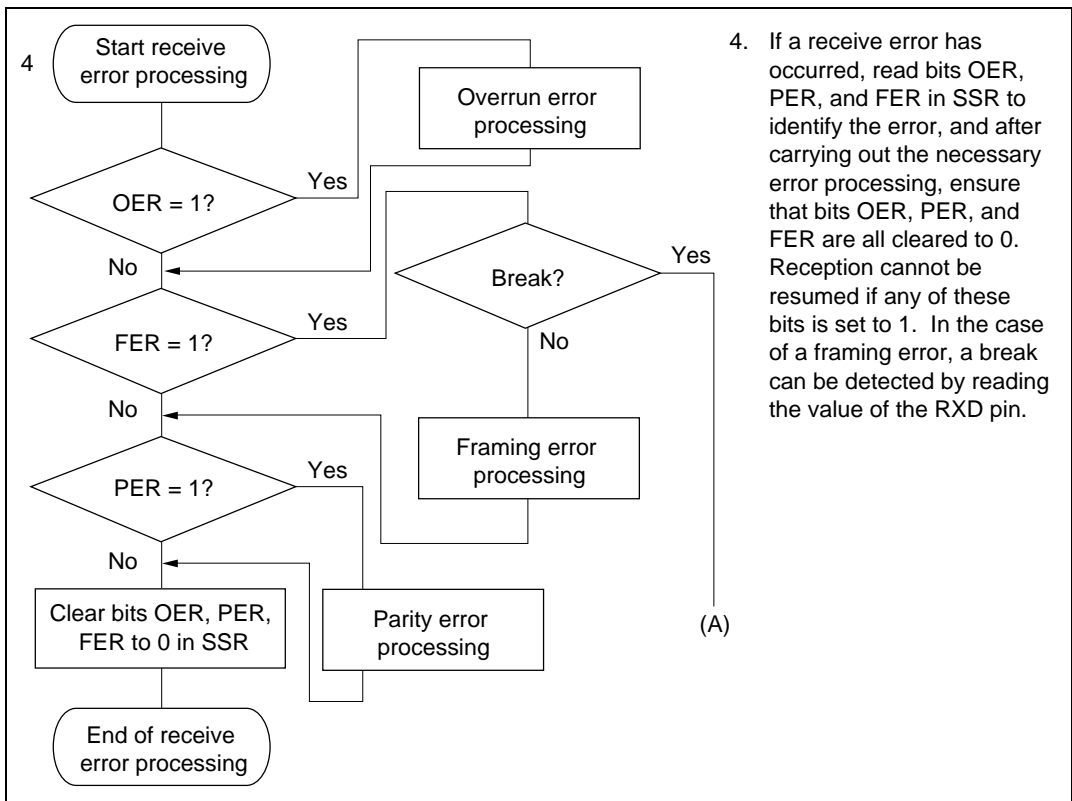 4
Start receive
error processing
Overrun error
processing
Yes
OER = 1?
No
Yes
Break?
Yes
FER = 1?
No
No
Framing error
processing
Yes
PER = 1?
No
Clear bits OER, PER,
FER to 0 in SSR
Parity error
processing
(A)
End of receive
error processing
4. If a receive error has
occurred, read bits OER,
PER, and FER in SSR to
identify the error, and after
carrying out the necessary
error processing, ensure
that bits OER, PER, and
FER are all cleared to 0.
Reception cannot be
resumed if any of these
bits is set to 1. In the case
of a framing error, a break
can be detected by reading
the value of the RXD pin.